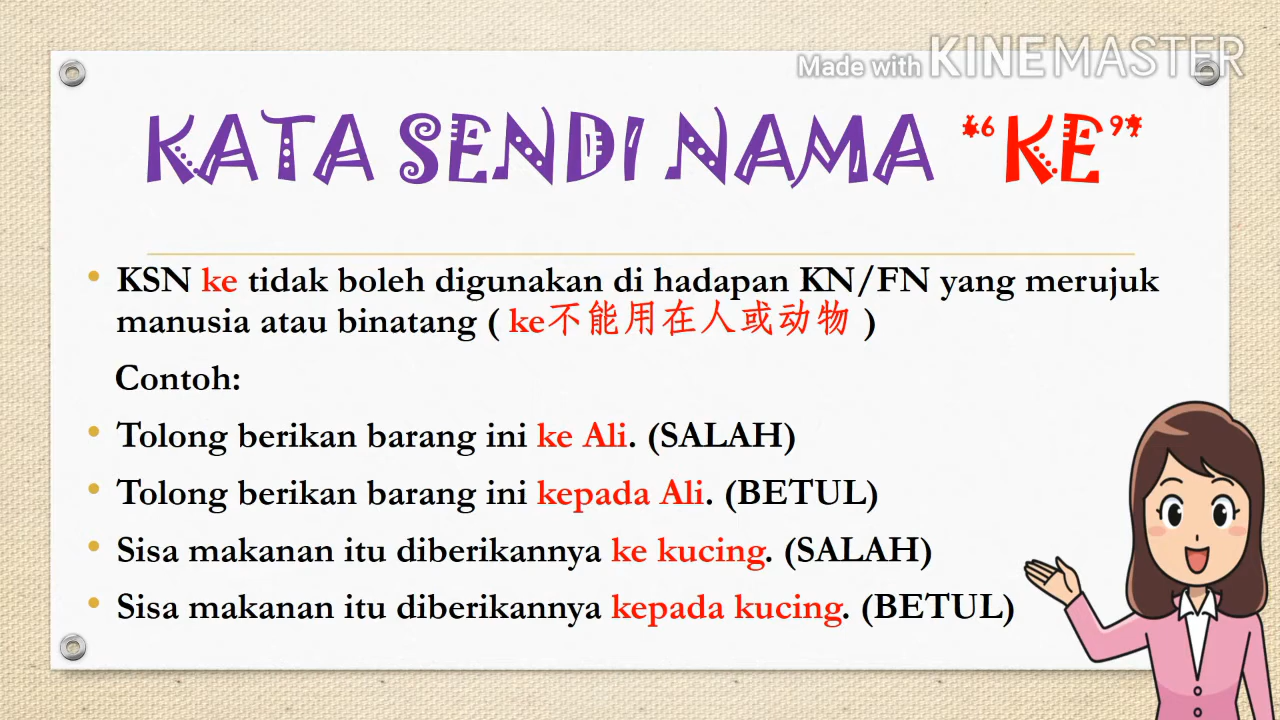 Made with KINEMASTER
KATA SENDI NAMA “KE”
• KSN ke tidak boleh digunakan di hadapan KN/FN yang merujuk
manusia atau binatang ( ke不能用在人或动物 )
Contoh:
• Tolong berikan barang ini ke Ali. (SALAH)
• Tolong berikan barang ini kepada Ali. (BETUL)
• Sisa makanan itu diberikannya ke kucing. (SALAH)
• Sisa makanan itu diberikannya kepada kucing. (BETUL)